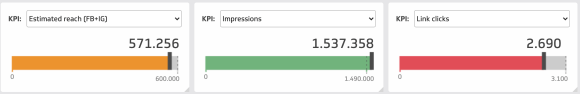 KPI: Estimated reach (FB+IG)
571.256
0 600.000
KPI: Impressions
1.537.358
0 1.490.000
KPI: Link clicks
2.690
0 3.100